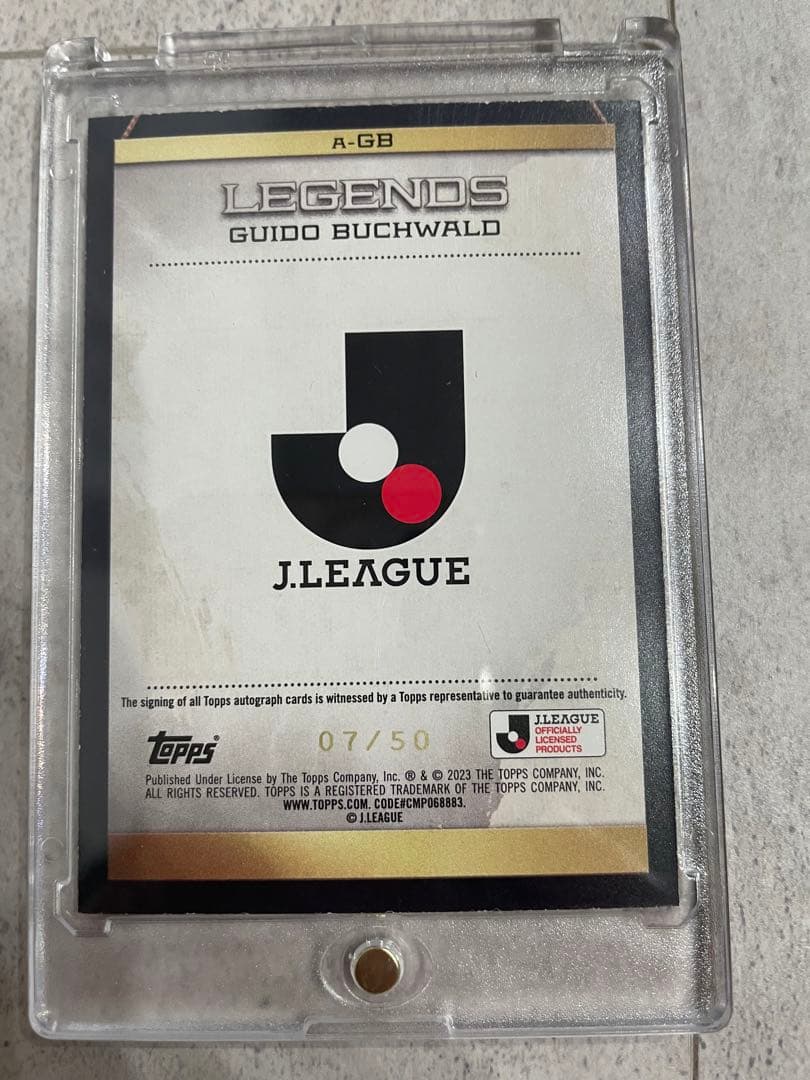 A-GB
LEGENDS
GUIDO BUCHWALD
J.LEAGUE
The signing of all Topps autograph cards is witnessed by a Topps representative to guarantee authenticity.
TOPPS®
07/50
J.LEAGUE
OFFICIALLY
LICENSED
PRODUCTS
Published Under License by The Topps Company, Inc. ® & © 2023 THE TOPPS COMPANY, INC.
ALL RIGHTS RESERVED. TOPPS IS A REGISTERED TRADEMARK OF THE TOPPS COMPANY, INC.
WWW.TOPPS.COM. CODE#CMP068883.
© J.LEAGUE